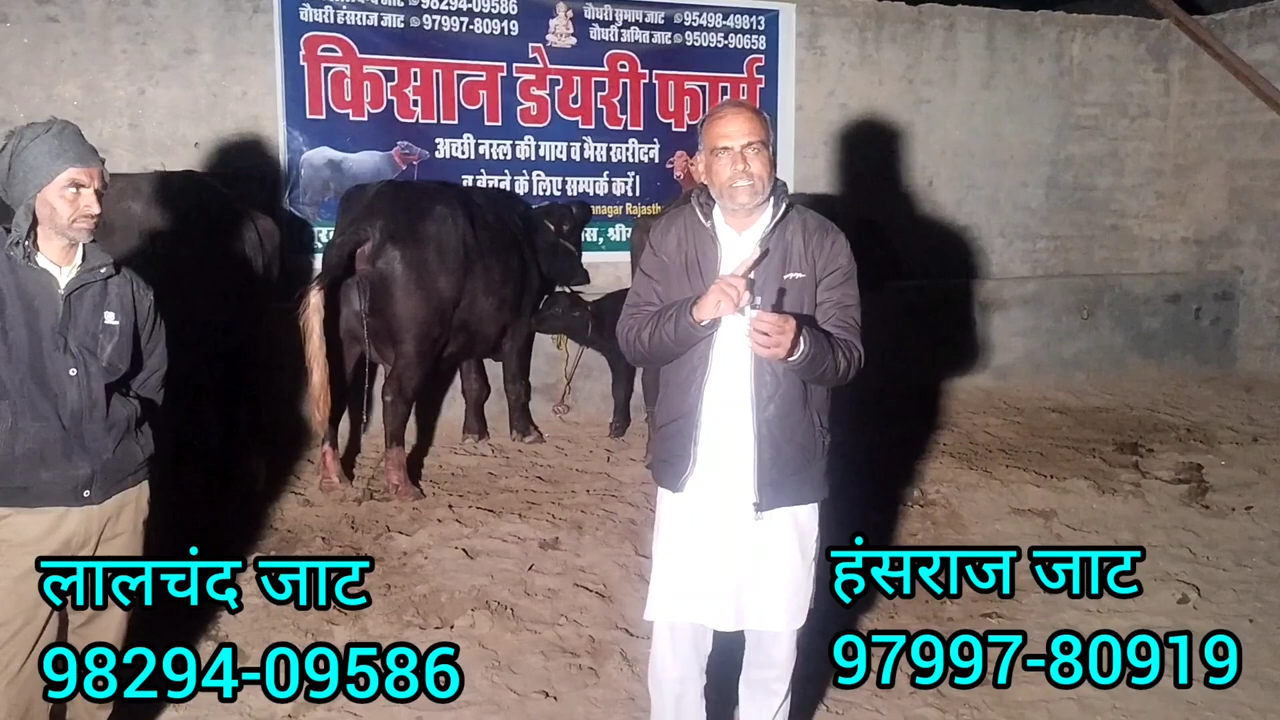 98294-09586
चौधरी हंसराज जाट 97997-80919
चौधरी सुभाष जाट 95498-49813
चौधरी अमित जाट 95095-90658
किसान डेयरी फार्म
अच्छी नस्ल की गाय व भैंस खरीदने
व बेचने के लिए सम्पर्क करें।
लालचंद जाट
98294-09586
हंसराज जाट
97997-80919